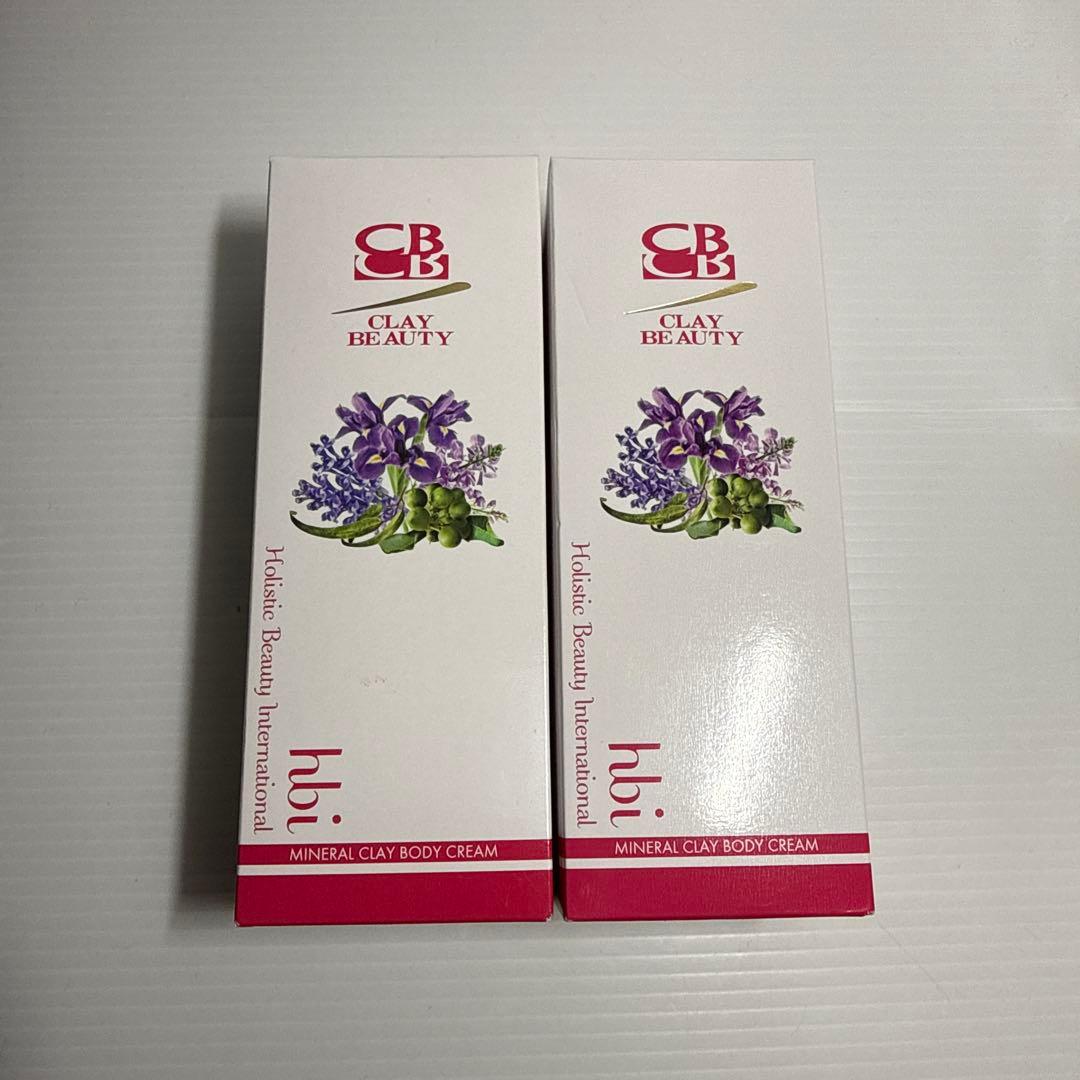 CB
CB
CLAY
BEAUTY
Holistic Beauty International
hbi
MINERAL CLAY BODY CREAM
CB
CB
CLAY
BEAUTY
Holistic Beauty International
hbi
MINERAL CLAY BODY CREAM